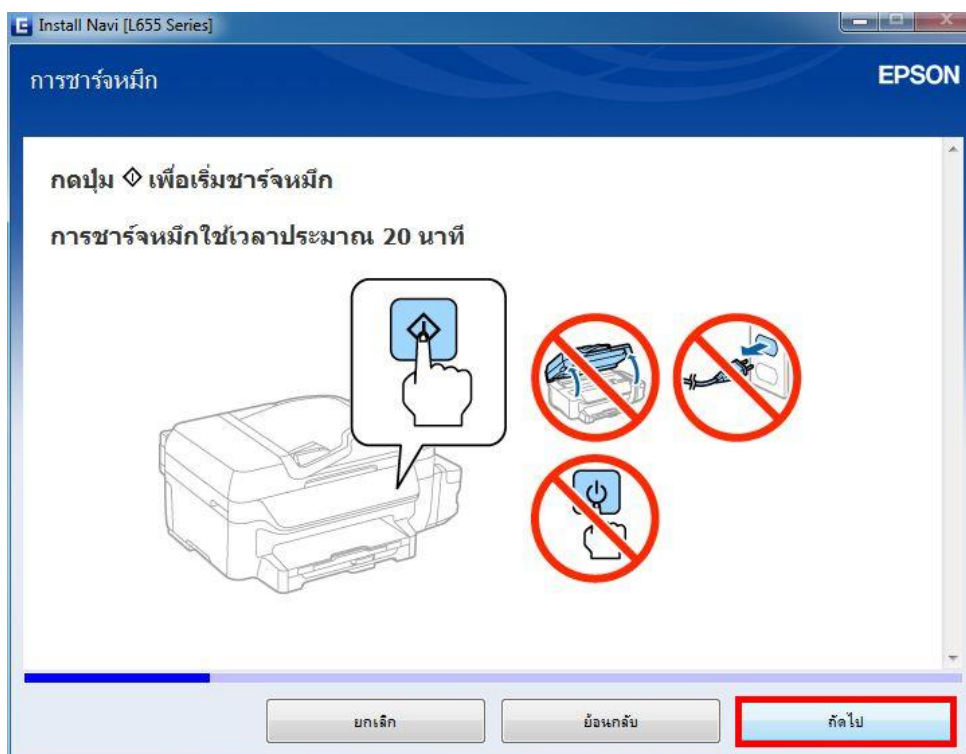 Install Navi [L655 Series]
การชาร์จหมึก
EPSON
กดปุ่ม ⟐ เพื่อเริ่มชาร์จหมึก
การชาร์จหมึกใช้เวลาประมาณ 20 นาที
ยกเลิก
ย้อนกลับ
ถัดไป